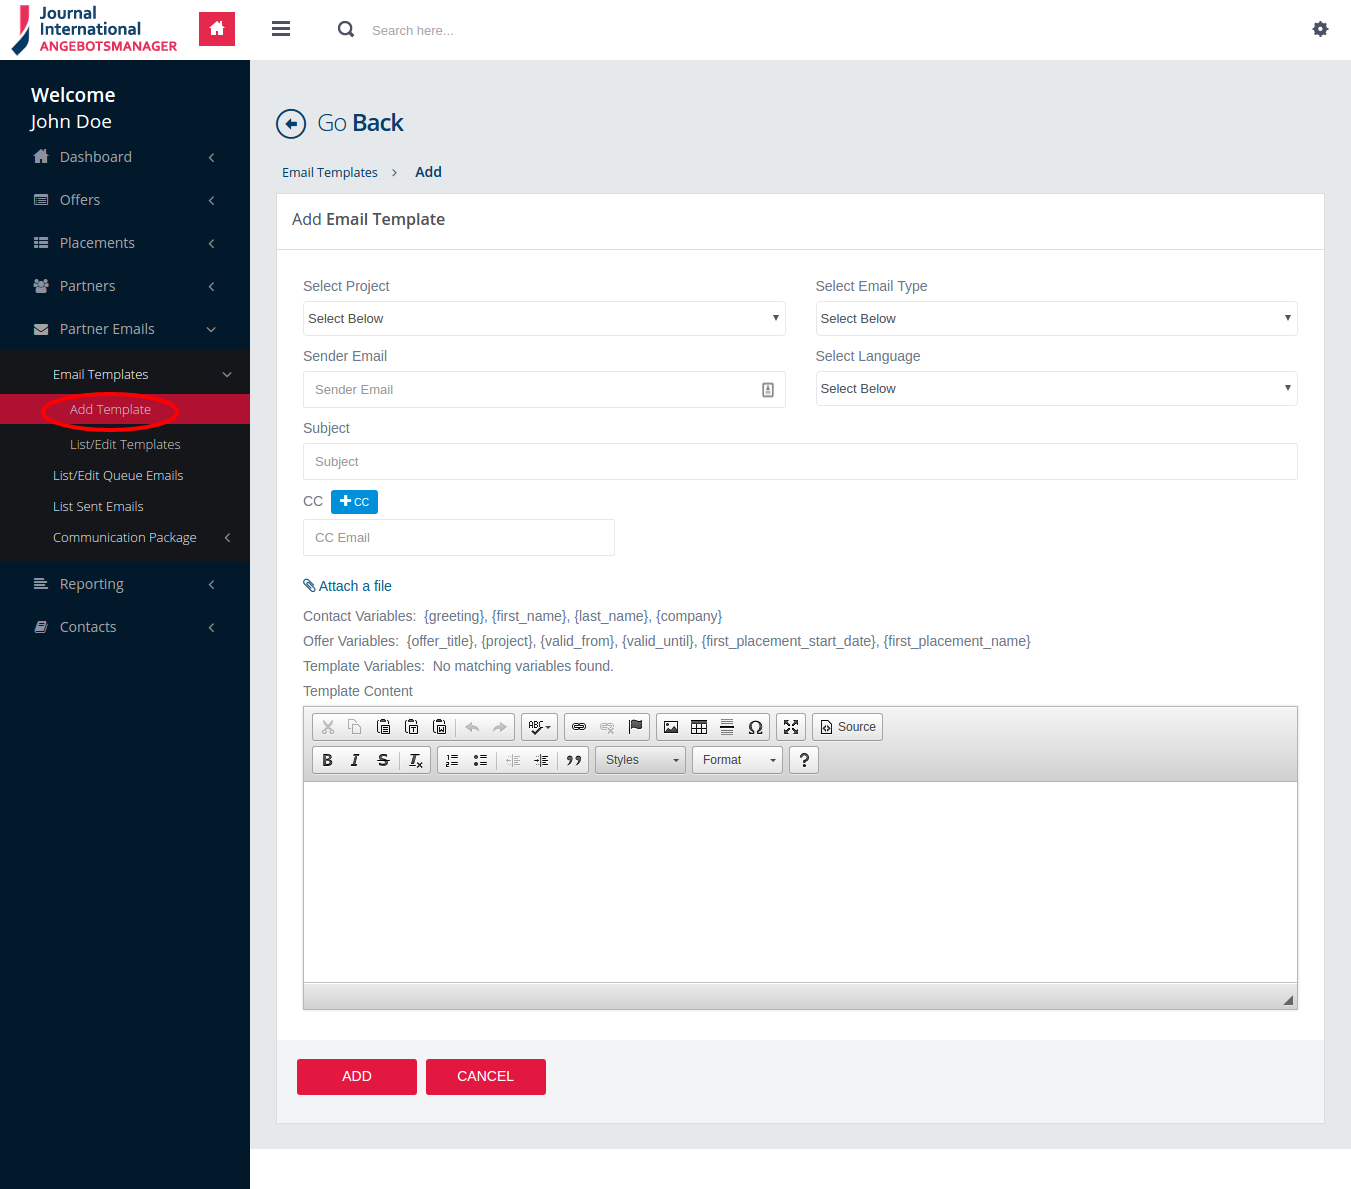 Journal
International
ANGEBOTSMANAGER
Search here...
Welcome
John Doe
Dashboard
Offers
Placements
Partners
Partner Emails
Email Templates
Add Template
List/Edit Templates
List/Edit Queue Emails
List Sent Emails
Communication Package
Reporting
Contacts
Go Back
Email Templates > Add
Add Email Template
Select Project
Select Below
Select Email Type
Select Below
Sender Email
Sender Email
Select Language
Select Below
Subject
Subject
CC CC
CC Email
Attach a file
Contact Variables: {greeting}, {first_name}, {last_name}, {company}
Offer Variables: {offer_title}, {project}, {valid_from}, {valid_until}, {first_placement_start_date}, {first_placement_name}
Template Variables: No matching variables found.
Template Content
ABC Ω Source
B I S Tx Styles Format ?
ADD CANCEL